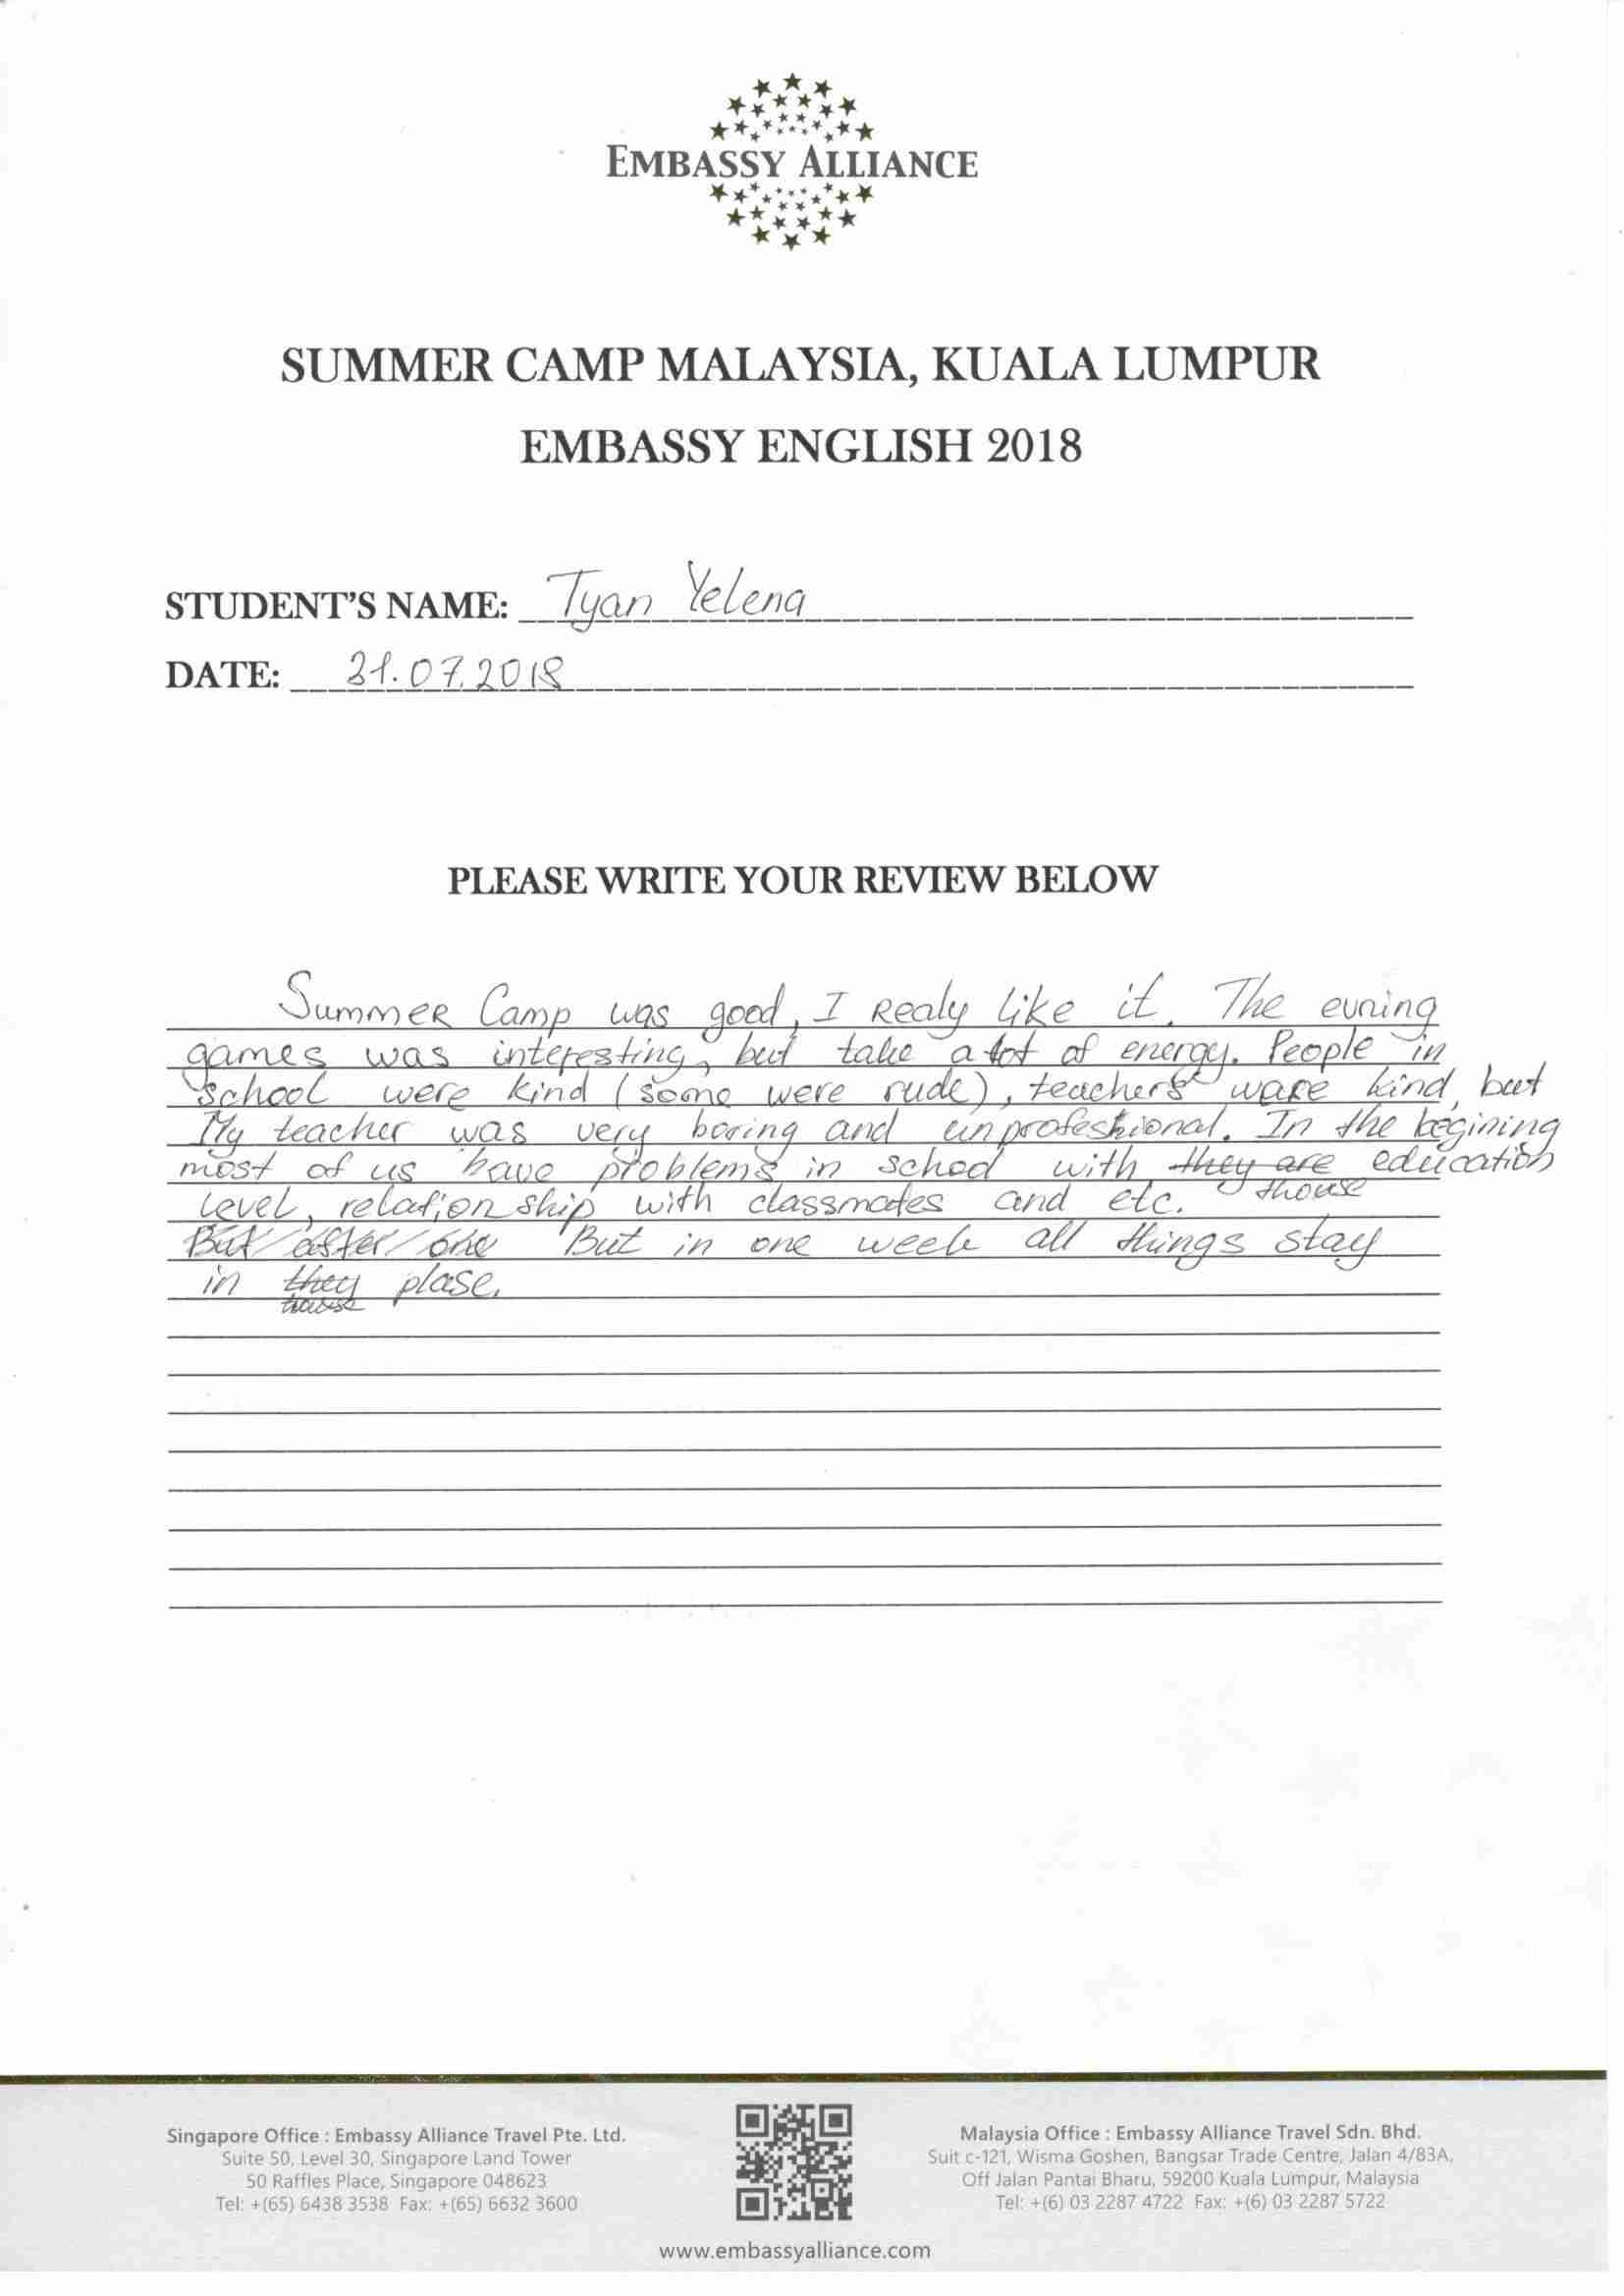 EMBASSY ALLIANCE
SUMMER CAMP MALAYSIA, KUALA LUMPUR
EMBASSY ENGLISH 2018
STUDENT'S NAME: Tyan Yelena
DATE: 31.07.2018
PLEASE WRITE YOUR REVIEW BELOW
Summer Camp was good, I Realy like it. The evning
games was interesting, but take a lot of energy. People in
school were kind (some were rude), teachers ware kind, but
My teacher was very boring and unprofeshional. In the begining
most of us have problems in school with they are education
level, relation ship with classmates and etc. thouse
But after one But in one week all things stay
in they plase.
thouse
Singapore Office : Embassy Alliance Travel Pte. Ltd.
Suite 50, Level 30, Singapore Land Tower
50 Raffles Place, Singapore 048623
Tel: +(65) 6438 3538 Fax: +(65) 6632 3600
Malaysia Office : Embassy Alliance Travel Sdn. Bhd.
Suit c-121, Wisma Goshen, Bangsar Trade Centre, Jalan 4/83A,
Off Jalan Pantai Bharu, 59200 Kuala Lumpur, Malaysia
Tel: +(6) 03 2287 4722 Fax: +(6) 03 2287 5722
www.embassyalliance.com